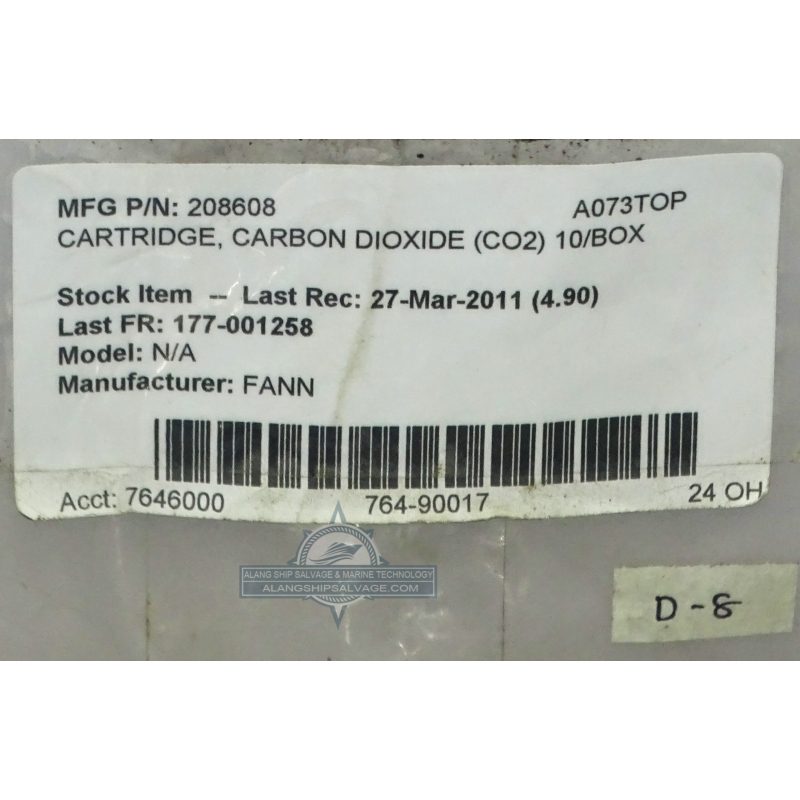 MFG P/N: 208608 A073TOP
CARTRIDGE, CARBON DIOXIDE (CO2) 10/BOX
Stock Item -- Last Rec: 27-Mar-2011 (4.90)
Last FR: 177-001258
Model: N/A
Manufacturer: FANN
Acct: 7646000 764-90017 24 OH
ALANG SHIP SALVAGE & MARINE TECHNOLOGY
ALANGSHIPSALVAGE.COM
D-8